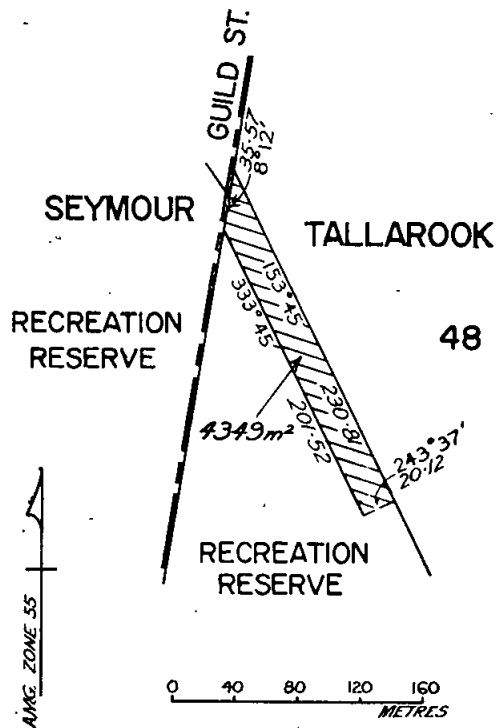 GUILD ST.
35·57
8°12'
SEYMOUR
TALLAROOK
153°45'
333°45
RECREATION
RESERVE
48
4349m²
230·81
201·52
243°37'
20·12
RECREATION
RESERVE
AMG. ZONE 55
0 40 80 120 160
METRES